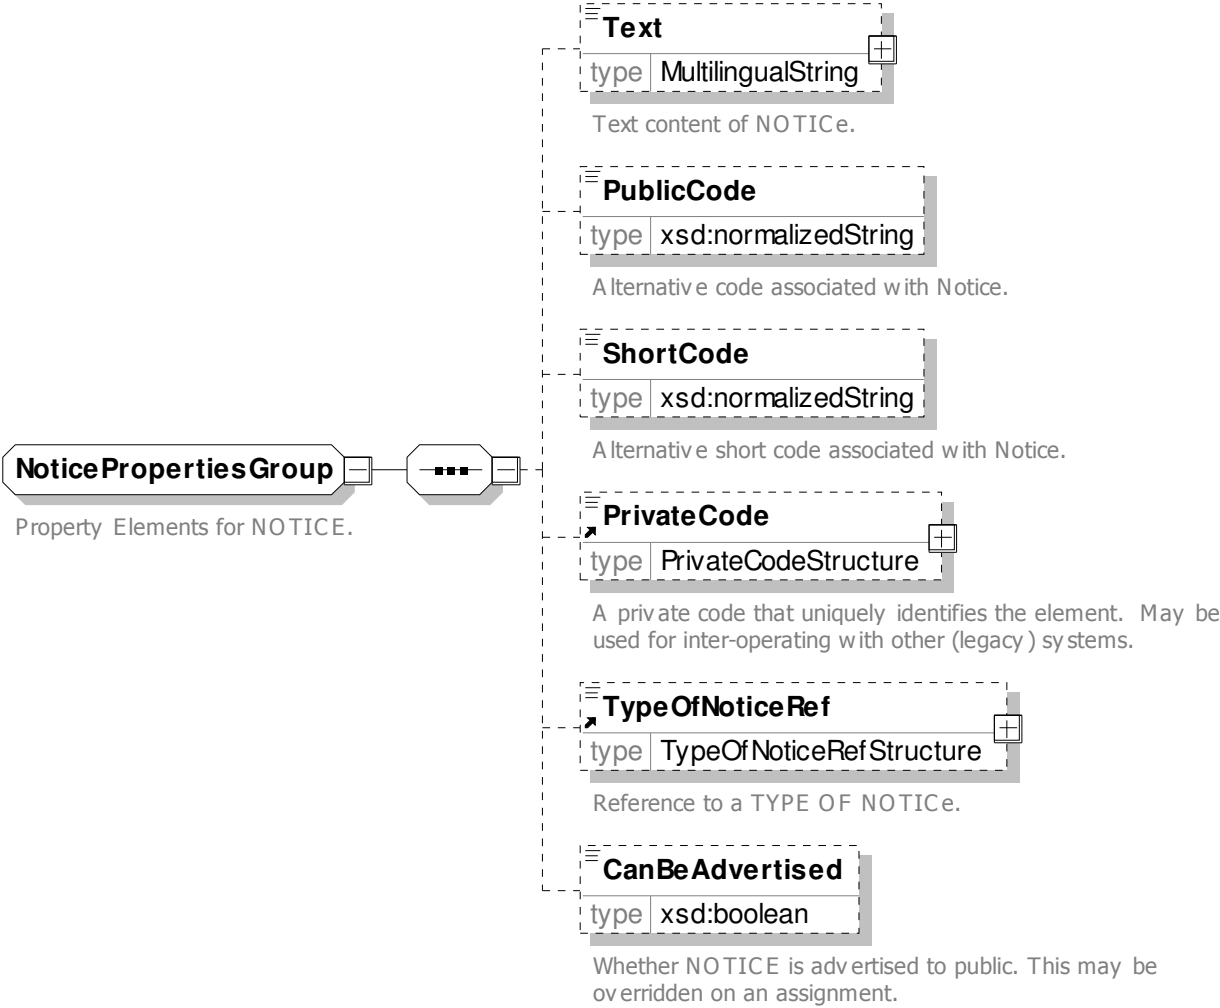 Text
type MultilingualString
Text content of NOTICe.
PublicCode
type xsd:normalizedString
Alternative code associated with Notice.
ShortCode
type xsd:normalizedString
Alternative short code associated with Notice.
NoticePropertiesGroup
Property Elements for NOTICE.
PrivateCode
type PrivateCodeStructure
A private code that uniquely identifies the element. May be
used for inter-operating with other (legacy) systems.
TypeOfNoticeRef
type TypeOfNoticeRefStructure
Reference to a TYPE OF NOTICe.
CanBeAdvertised
type xsd:boolean
Whether NOTICE is advertised to public. This may be
overridden on an assignment.